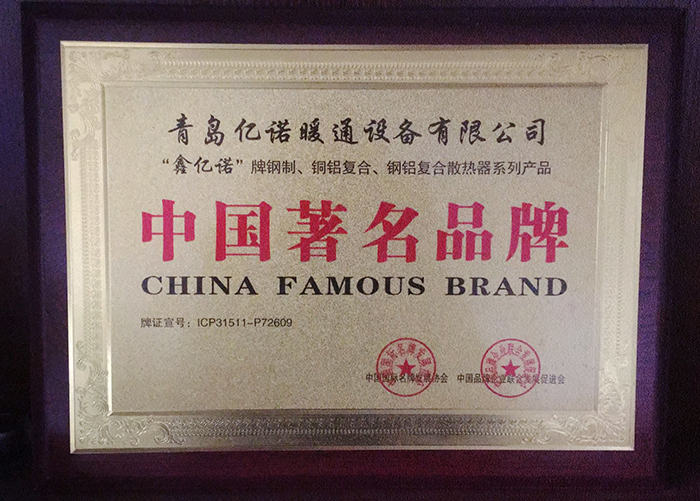 青岛亿诺暖通设备有限公司
“鑫亿诺”牌钢制、铜铝复合、钢铝复合散热器系列产品
中国著名品牌
CHINA FAMOUS BRAND
牌证宣号：ICP31511-P72609
中国国际名牌发展协会 中国品牌企业联合发展促进会